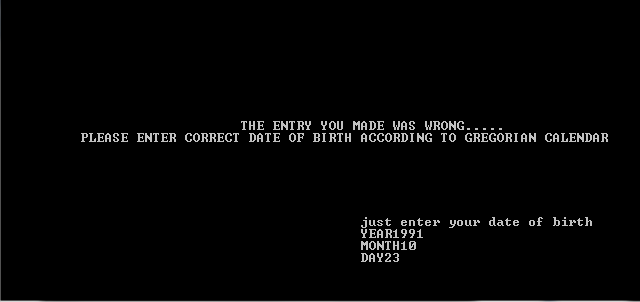 THE ENTRY YOU MADE WAS WRONG.....
PLEASE ENTER CORRECT DATE OF BIRTH ACCORDING TO GREGORIAN CALENDAR
just enter your date of birth
YEAR1991
MONTH10
DAY23